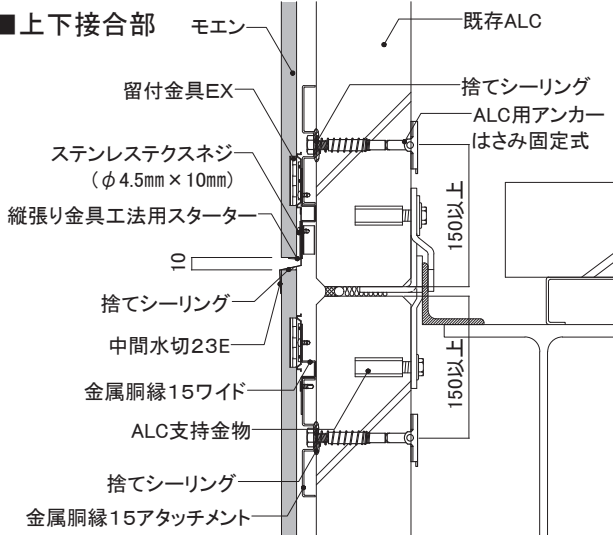 ■上下接合部
モエン
既存ALC
留付金具EX
捨てシーリング
ALC用アンカー
はさみ固定式
ステンレステクスネジ
（φ4.5mm×10mm）
縦張り金具工法用スターター
150以上
10
捨てシーリング
中間水切23E
金属胴縁15ワイド
150以上
ALC支持金物
捨てシーリング
金属胴縁15アタッチメント